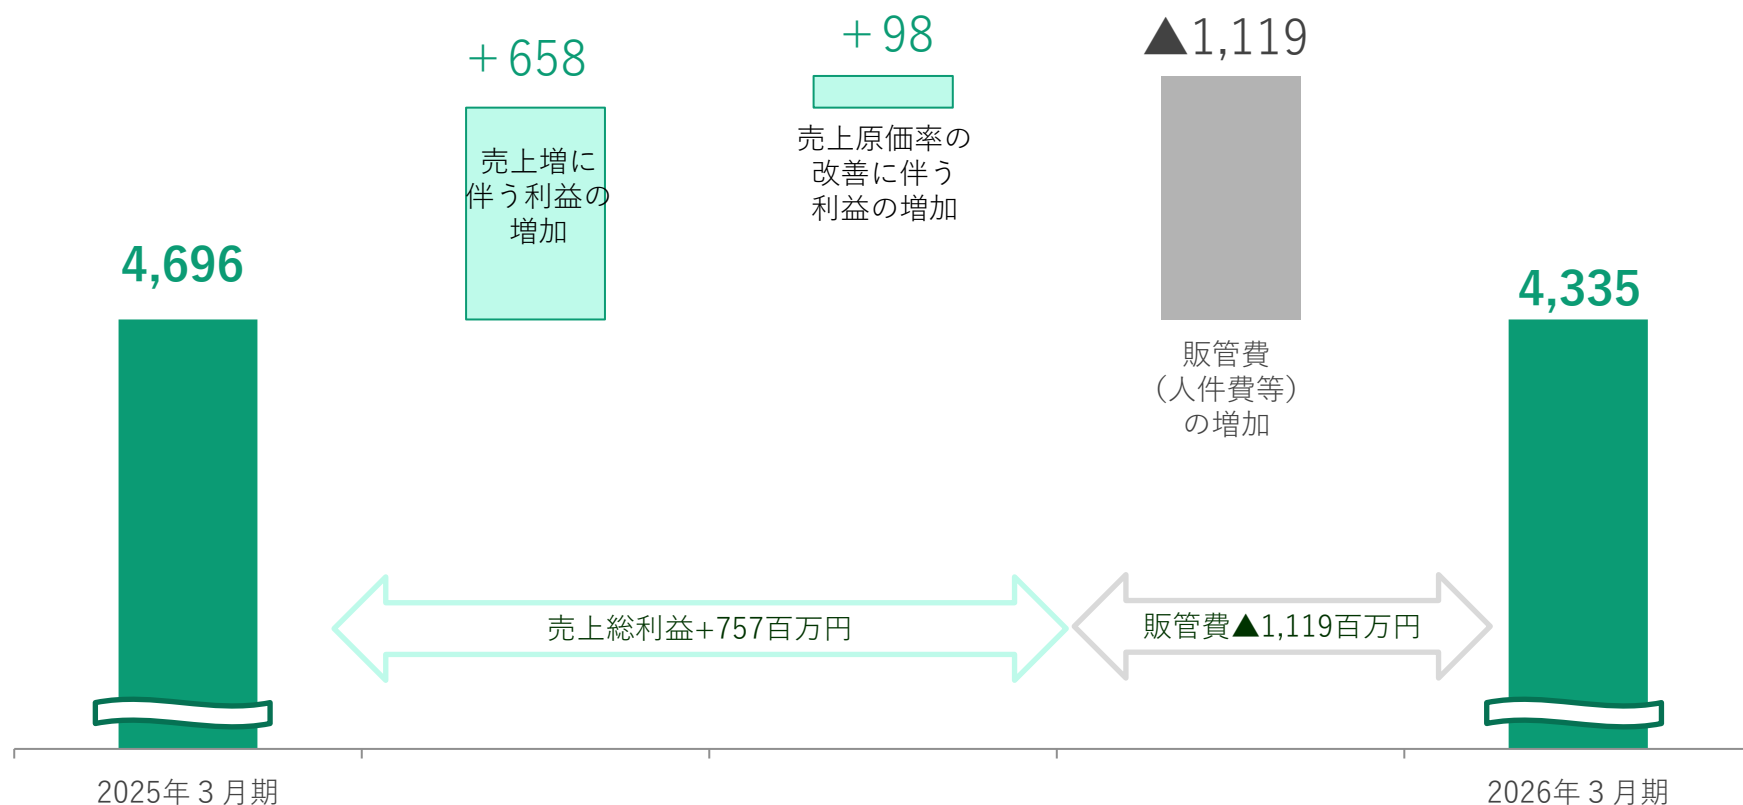 ＋658
＋98
▲1,119
売上増に
伴う利益の
増加
売上原価率の
改善に伴う
利益の増加
4,696
4,335
販管費
（人件費等）
の増加
売上総利益+757百万円
販管費▲1,119百万円
2025年３月期
2026年３月期